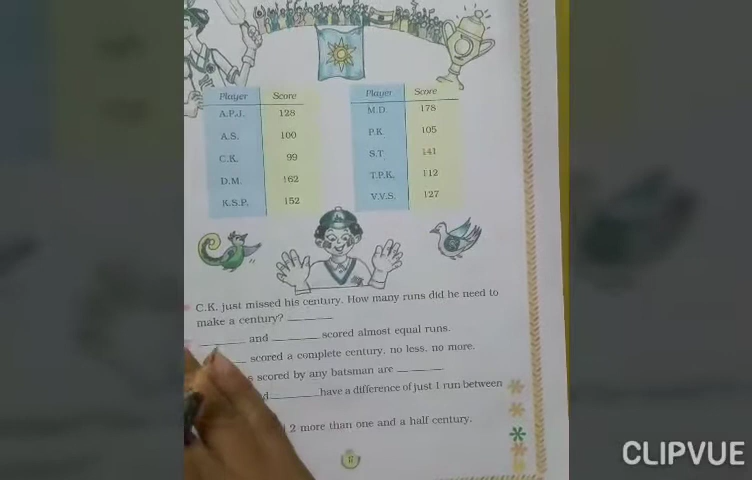 Player Score Player Score
A.P.J. 128 M.D. 178
A.S. 100 P.K 105
C.K. 99 S.T 141
D.M. 162 T.P.K. 112
K.S.P. 152 V.V.S. 127
C.K. just missed his century. How many runs did he need to
make a century?
and scored almost equal runs.
scored a complete century, no less, no more.
scored by any batsman are
have a difference of just 1 run between
2 more than one and a half century.
CLIPVUE